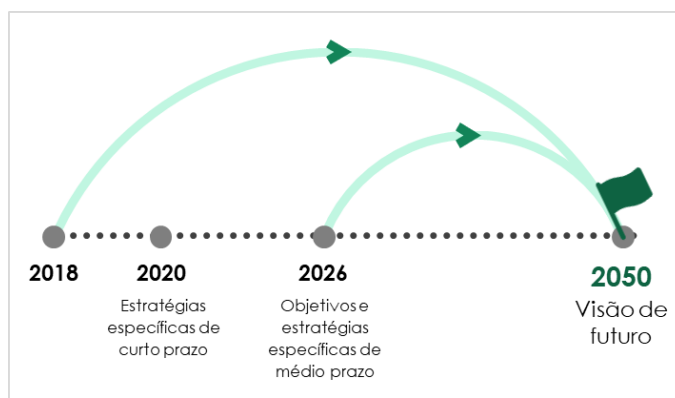 2018
2020
Estratégias
específicas de
curto prazo
2026
Objetivos e
estratégias
específicas de
médio prazo
2050
Visão de
futuro